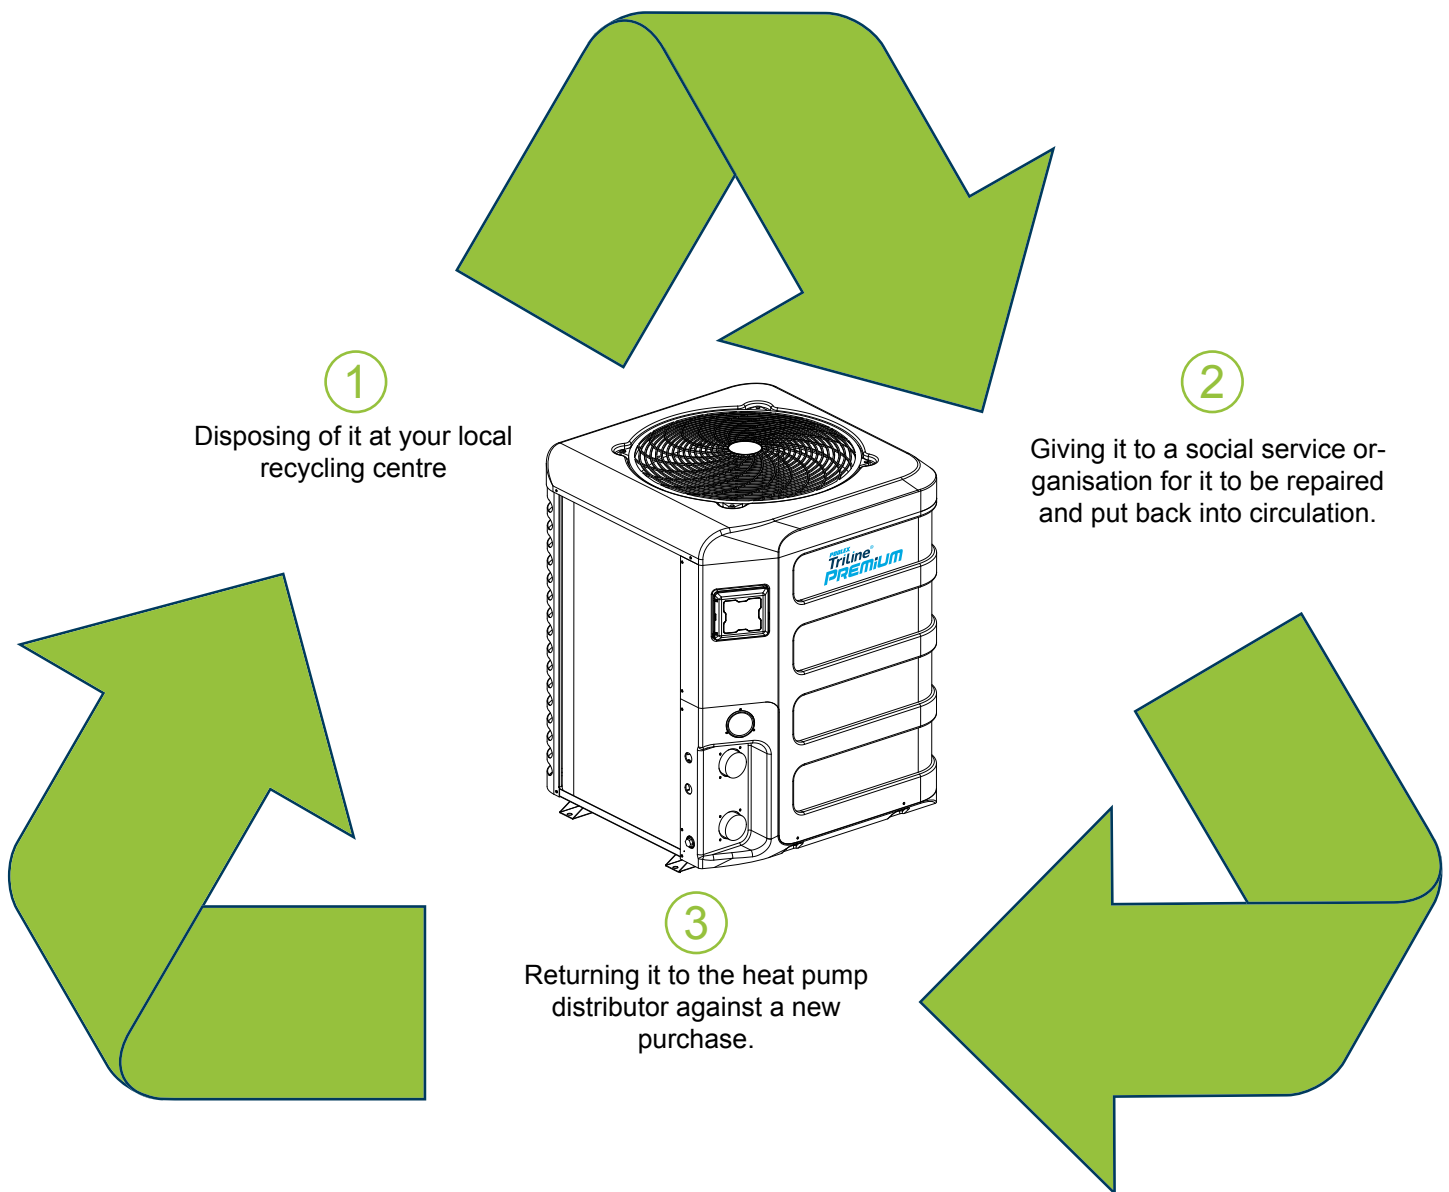 1
Disposing of it at your local
recycling centre
2
Giving it to a social service or-
ganisation for it to be repaired
and put back into circulation.
POOLEX
TriLine®
PREMIUM
3
Returning it to the heat pump
distributor against a new
purchase.